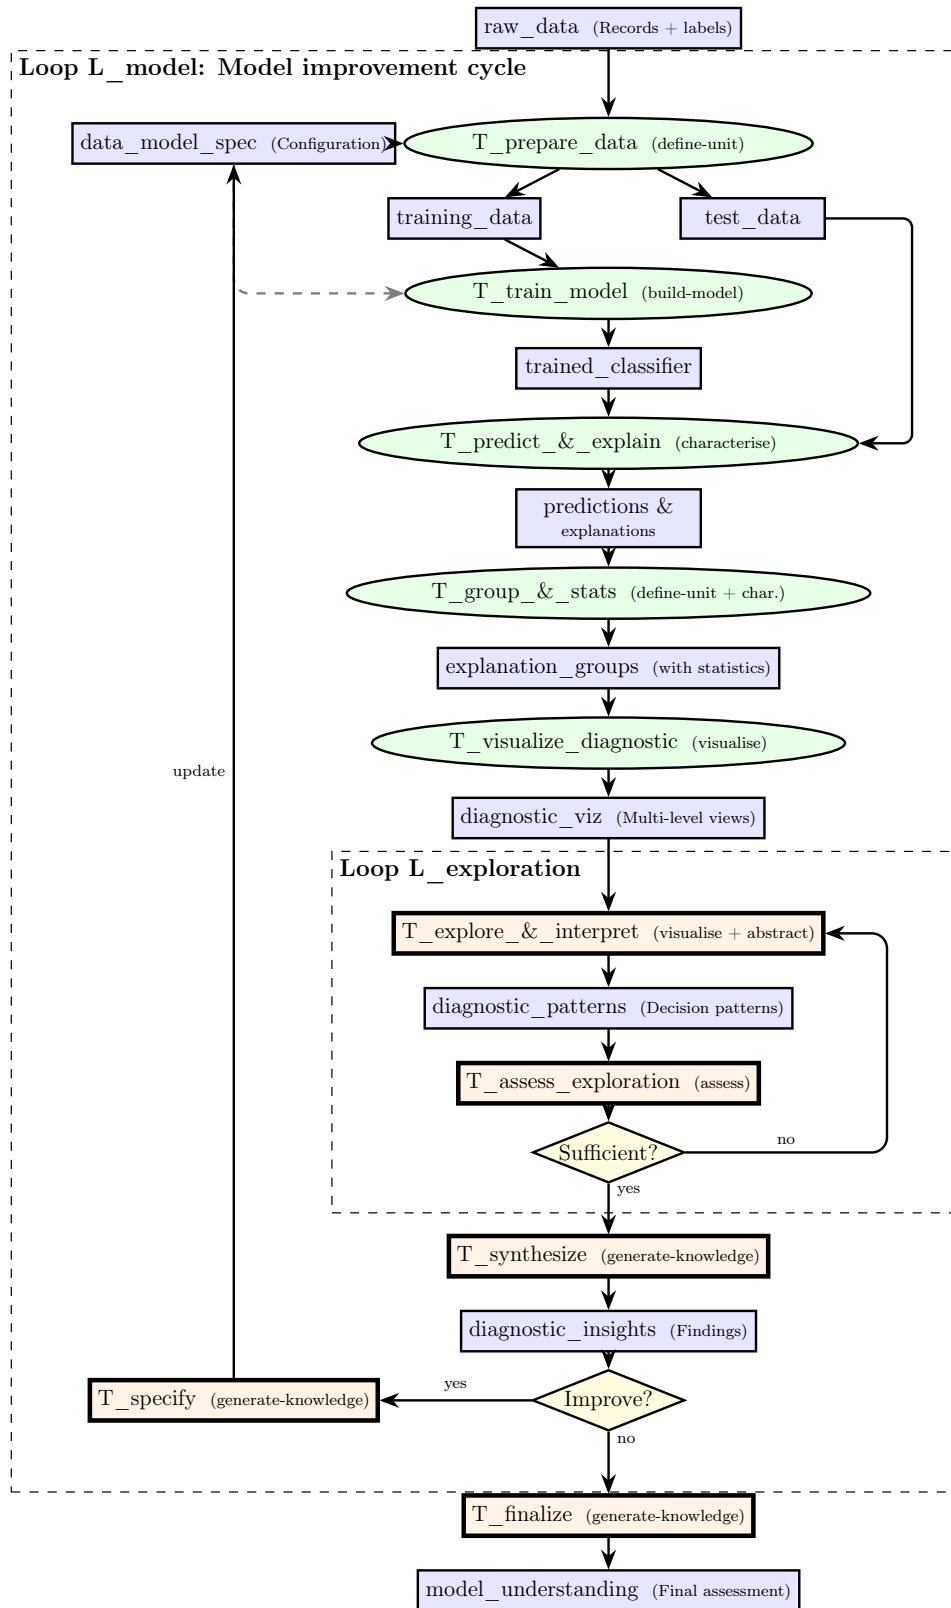 raw_data (Records + labels)
Loop L_model: Model improvement cycle
data_model_spec (Configuration)
T_prepare_data (define-unit)
training_data
test_data
T_train_model (build-model)
trained_classifier
T_predict_&_explain (characterise)
predictions &
explanations
T_group_&_stats (define-unit + char.)
explanation_groups (with statistics)
T_visualize_diagnostic (visualise)
update
diagnostic_viz (Multi-level views)
Loop L_exploration
T_explore_&_interpret (visualise + abstract)
diagnostic_patterns (Decision patterns)
T_assess_exploration (assess)
Sufficient?
no
yes
T_synthesize (generate-knowledge)
diagnostic_insights (Findings)
T_specify (generate-knowledge)
yes
Improve?
no
T_finalize (generate-knowledge)
model_understanding (Final assessment)